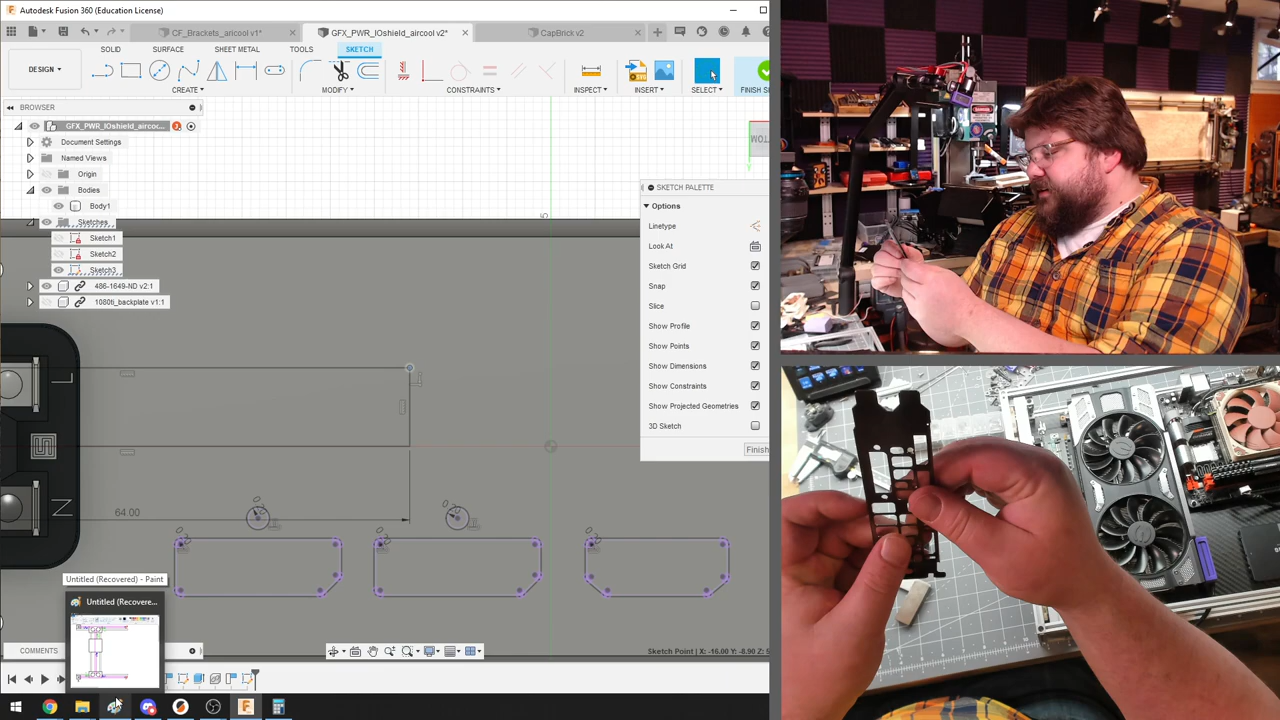 Autodesk Fusion 360 (Education License)
CF_Brackets_aircool v1*
GFX_PWR_IOshield_aircool v2*
CapBrick v2
DESIGN
SOLID
SURFACE
SHEET METAL
TOOLS
SKETCH
CREATE
MODIFY
CONSTRAINTS
INSPECT
INSERT
SELECT
FINISH S
BROWSER
GFX_PWR_IOshield_aircoc...
Document Settings
Named Views
Origin
Bodies
Body1
Sketches
Sketch1
Sketch2
Sketch3
486-1649-ND v2:1
1080ti_backplate v1:1
SKETCH PALETTE
Options
Linetype
Look At
Sketch Grid
Snap
Slice
Show Profile
Show Points
Show Dimensions
Show Constraints
Show Projected Geometries
3D Sketch
Finish
L
N
5
64.00
Untitled (Recovered) - Paint
Untitled (Recovere...
COMMENTS
Sketch Point | X: -16.00 Y: -8.90 Z: 5